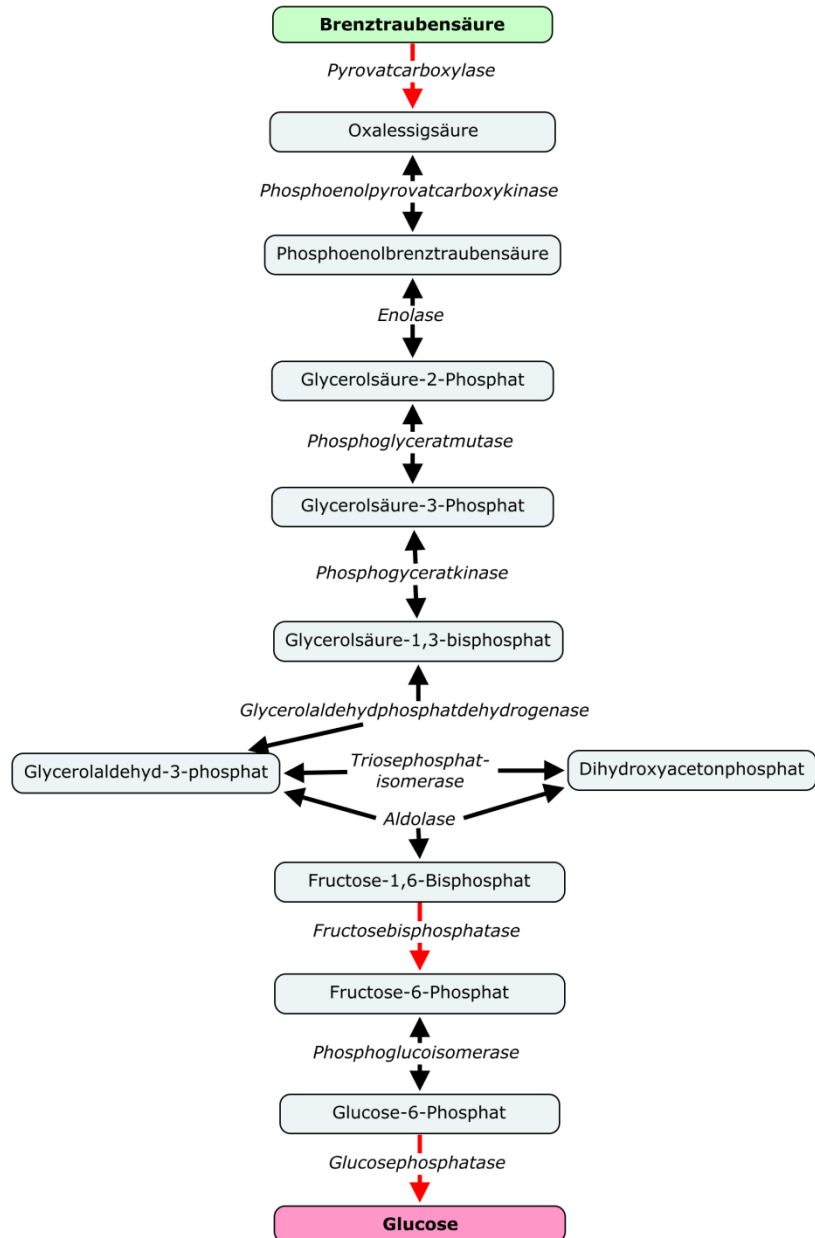 Brenztraubensäure
Pyrovatcarboxylase
Oxalessigsäure
Phosphoenolpyrovatcarboxykinase
Phosphoenolbrenztraubensäure
Enolase
Glycerolsäure-2-Phosphat
Phosphoglyceratmutase
Glycerolsäure-3-Phosphat
Phosphogyceratkinase
Glycerolsäure-1,3-bisphosphat
Glycerolaldehydphosphatdehydrogenase
Glycerolaldehyd-3-phosphat
Triosephosphat-
isomerase
Dihydroxyacetonphosphat
Aldolase
Fructose-1,6-Bisphosphat
Fructosebisphosphatase
Fructose-6-Phosphat
Phosphoglucoisomerase
Glucose-6-Phosphat
Glucosephosphatase
Glucose